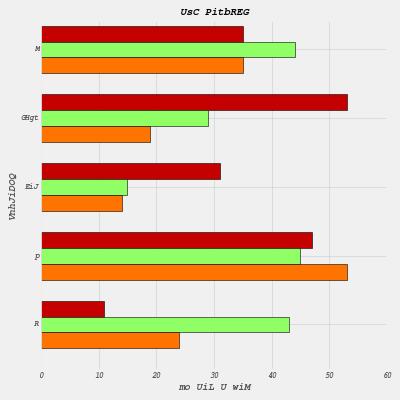 UsC PitbREG
M
GHgt
EiJ
p
R
VnhJiDOQ
0 10 20 30 40 50 60
mo UiL U wiM